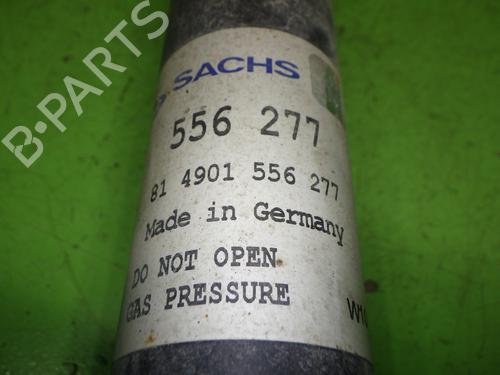 SACHS
556 277
81 4901 556 277
Made in Germany
DO NOT OPEN
GAS PRESSURE
B-PARTS